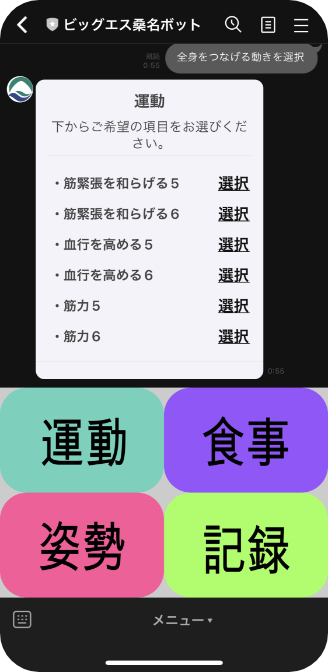 ビッグエス桑名ボット
既読
0:55
全身をつなげる動きを選択
運動
下からご希望の項目をお選びくだ
さい。
・筋緊張を和らげる5 選択
・筋緊張を和らげる6 選択
・血行を高める5 選択
・血行を高める6 選択
・筋力5 選択
・筋力6 選択
0:55
運動 食事
姿勢 記録
メニュー▾